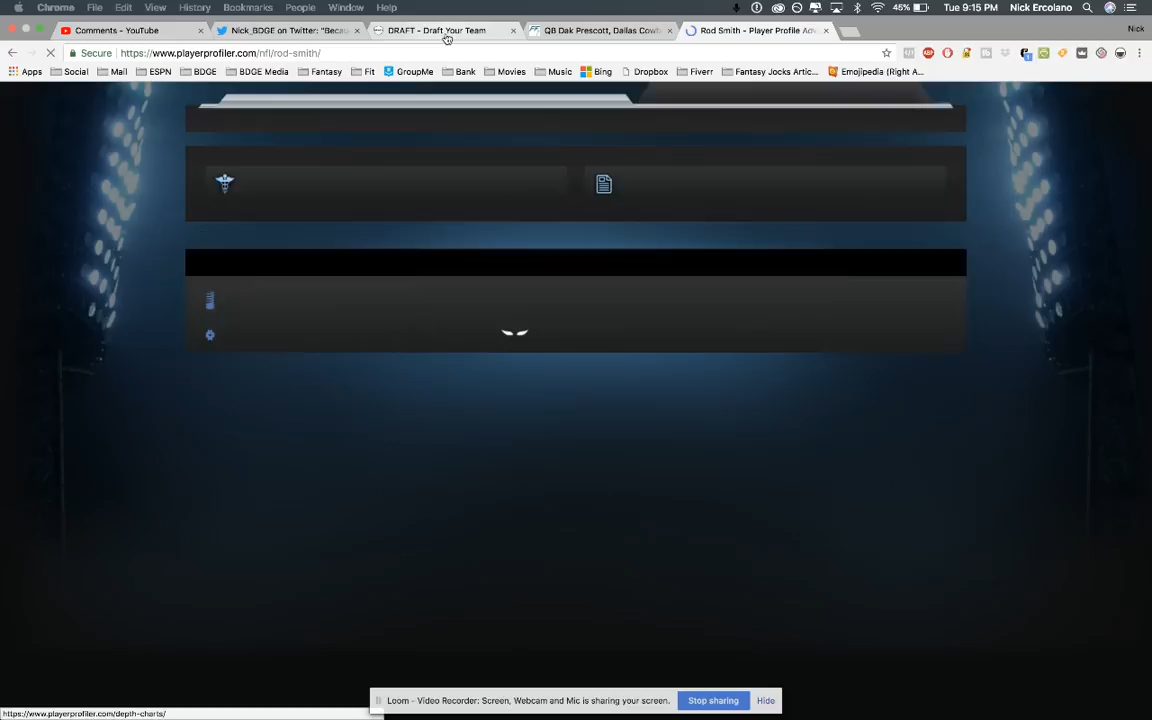 Chrome File Edit View History Bookmarks People Window Help 45% Tue 9:15 PM Nick Ercolano
Comments - YouTube Nick_BDGE on Twitter: "Becau DRAFT - Draft Your Team QB Dak Prescott, Dallas Cowb Rod Smith - Player Profile Adv Nick
Secure https://www.playerprofiler.com/nfl/rod-smith/
Apps Social Mail ESPN BDGE BDGE Media Fantasy Fit GroupMe Bank Movies Music Bing Dropbox Fiverr Fantasy Jocks Artic... Emojipedia (Right A...
Loom - Video Recorder: Screen, Webcam and Mic is sharing your screen. Stop sharing Hide
https://www.playerprofiler.com/depth-charts/